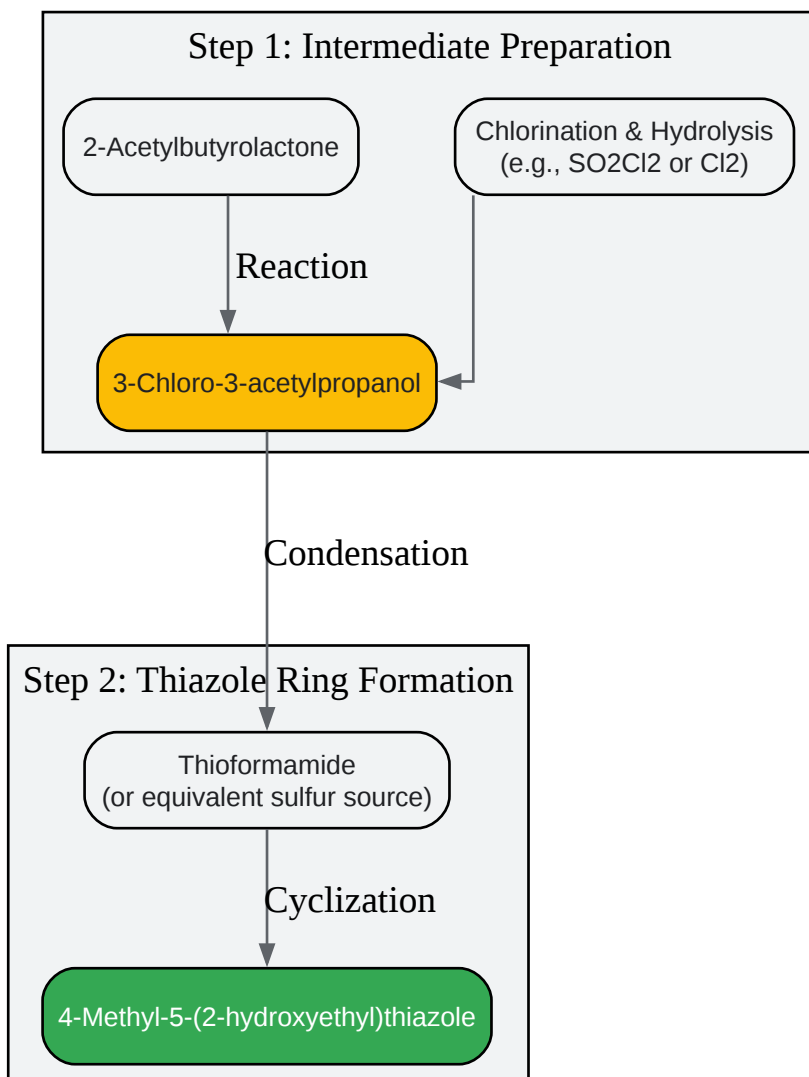 Step 1: Intermediate Preparation
2-Acetylbutyrolactone
Chlorination & Hydrolysis
(e.g., SO2Cl2 or Cl2)
Reaction
3-Chloro-3-acetylpropanol
Condensation
Step 2: Thiazole Ring Formation
Thioformamide
(or equivalent sulfur source)
Cyclization
4-Methyl-5-(2-hydroxyethyl)thiazole